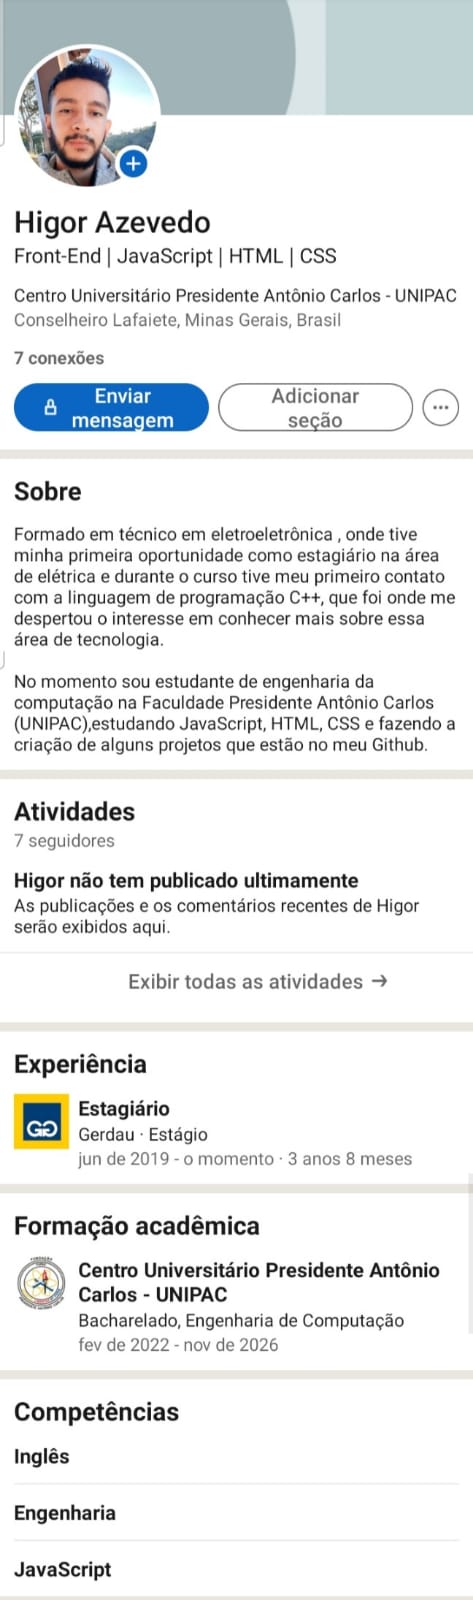 Higor Azevedo
Front-End | JavaScript | HTML | CSS
Centro Universitário Presidente Antônio Carlos - UNIPAC
Conselheiro Lafaiete, Minas Gerais, Brasil
7 conexões
Enviar
mensagem
Adicionar
seção
Sobre
Formado em técnico em eletroeletrônica , onde tive
minha primeira oportunidade como estagiário na área
de elétrica e durante o curso tive meu primeiro contato
com a linguagem de programação C++, que foi onde me
despertou o interesse em conhecer mais sobre essa
área de tecnologia.
No momento sou estudante de engenharia da
computação na Faculdade Presidente Antônio Carlos
(UNIPAC),estudando JavaScript, HTML, CSS e fazendo a
criação de alguns projetos que estão no meu Github.
Atividades
7 seguidores
Higor não tem publicado ultimamente
As publicações e os comentários recentes de Higor
serão exibidos aqui.
Exibir todas as atividades →
Experiência
Estagiário
Gerdau · Estágio
jun de 2019 - o momento · 3 anos 8 meses
Formação acadêmica
Centro Universitário Presidente Antônio
Carlos - UNIPAC
Bacharelado, Engenharia de Computação
fev de 2022 - nov de 2026
Competências
Inglês
Engenharia
JavaScript